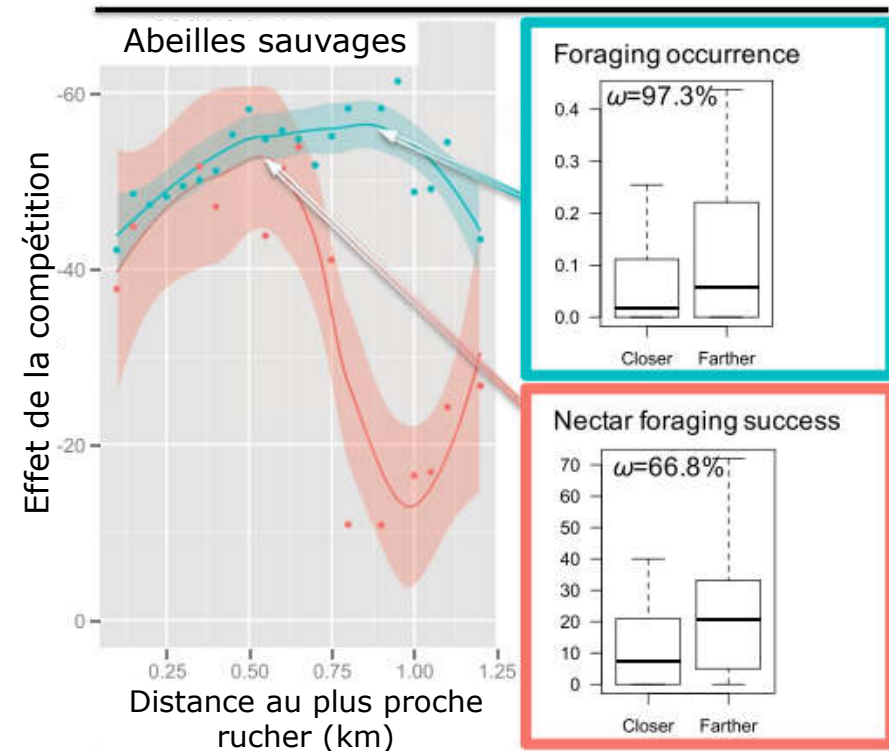 Abeilles sauvages
Effet de la compétition
-60
-40
-20
0
0.25 0.50 0.75 1.00 1.25
Distance au plus proche
rucher (km)
Foraging occurrence
ω=97.3%
0.4
0.3
0.2
0.1
0.0
Closer Farther
Nectar foraging success
ω=66.8%
70
60
50
40
30
20
10
0
Closer Farther